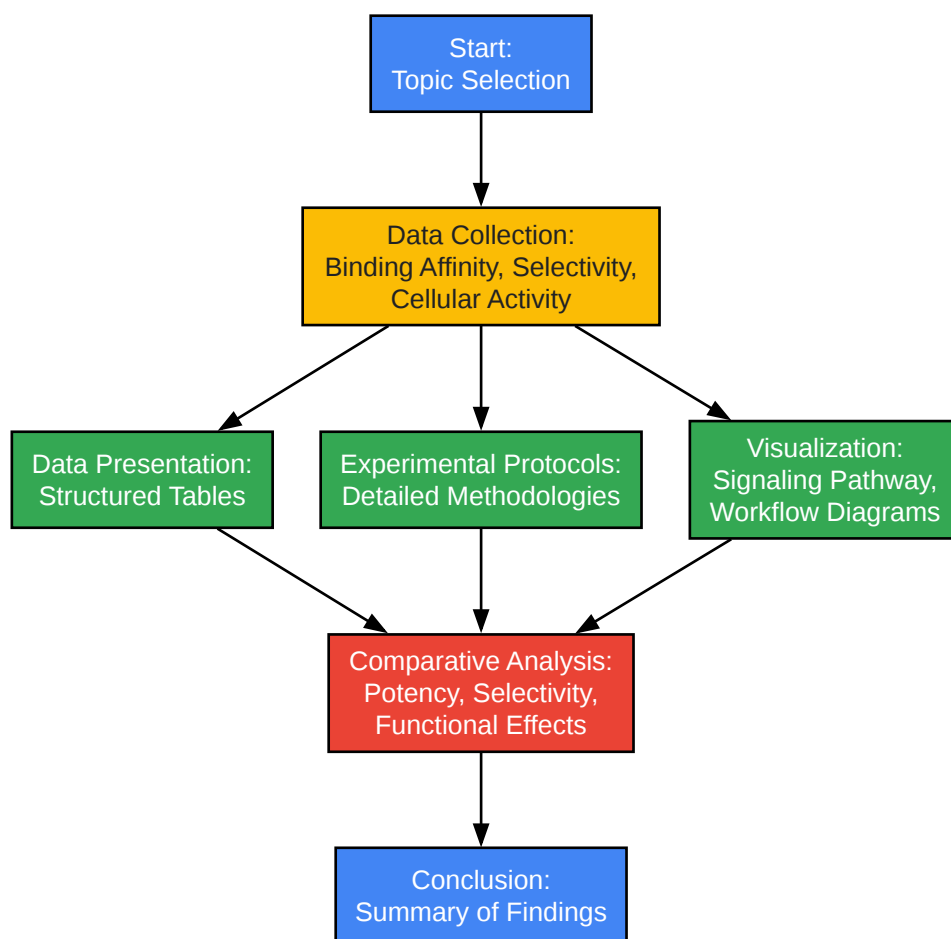 Start:
Topic Selection
Data Collection:
Binding Affinity, Selectivity,
Cellular Activity
Data Presentation:
Structured Tables
Experimental Protocols:
Detailed Methodologies
Visualization:
Signaling Pathway,
Workflow Diagrams
Comparative Analysis:
Potency, Selectivity,
Functional Effects
Conclusion:
Summary of Findings